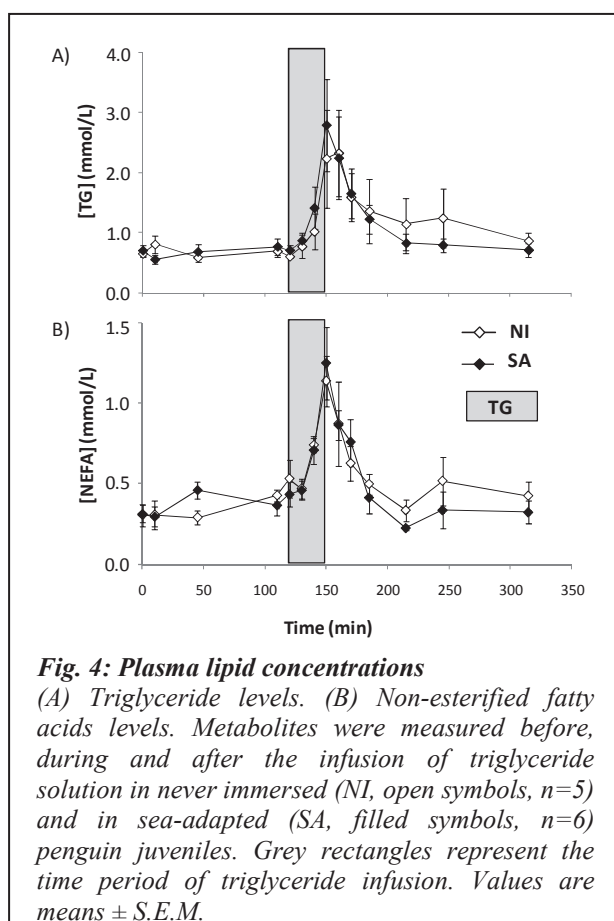 A)
[TG] (mmol/L)
4.0
3.0
2.0
1.0
0.0
B)
[NEFA] (mmol/L)
1.5
1.0
0.5
0.0
NI
SA
TG
0 50 100 150 200 250 300 350
Time (min)
Fig. 4: Plasma lipid concentrations
(A) Triglyceride levels. (B) Non-esterified fatty
acids levels. Metabolites were measured before,
during and after the infusion of triglyceride
solution in never immersed (NI, open symbols, n=5)
and in sea-adapted (SA, filled symbols, n=6)
penguin juveniles. Grey rectangles represent the
time period of triglyceride infusion. Values are
means ± S.E.M.